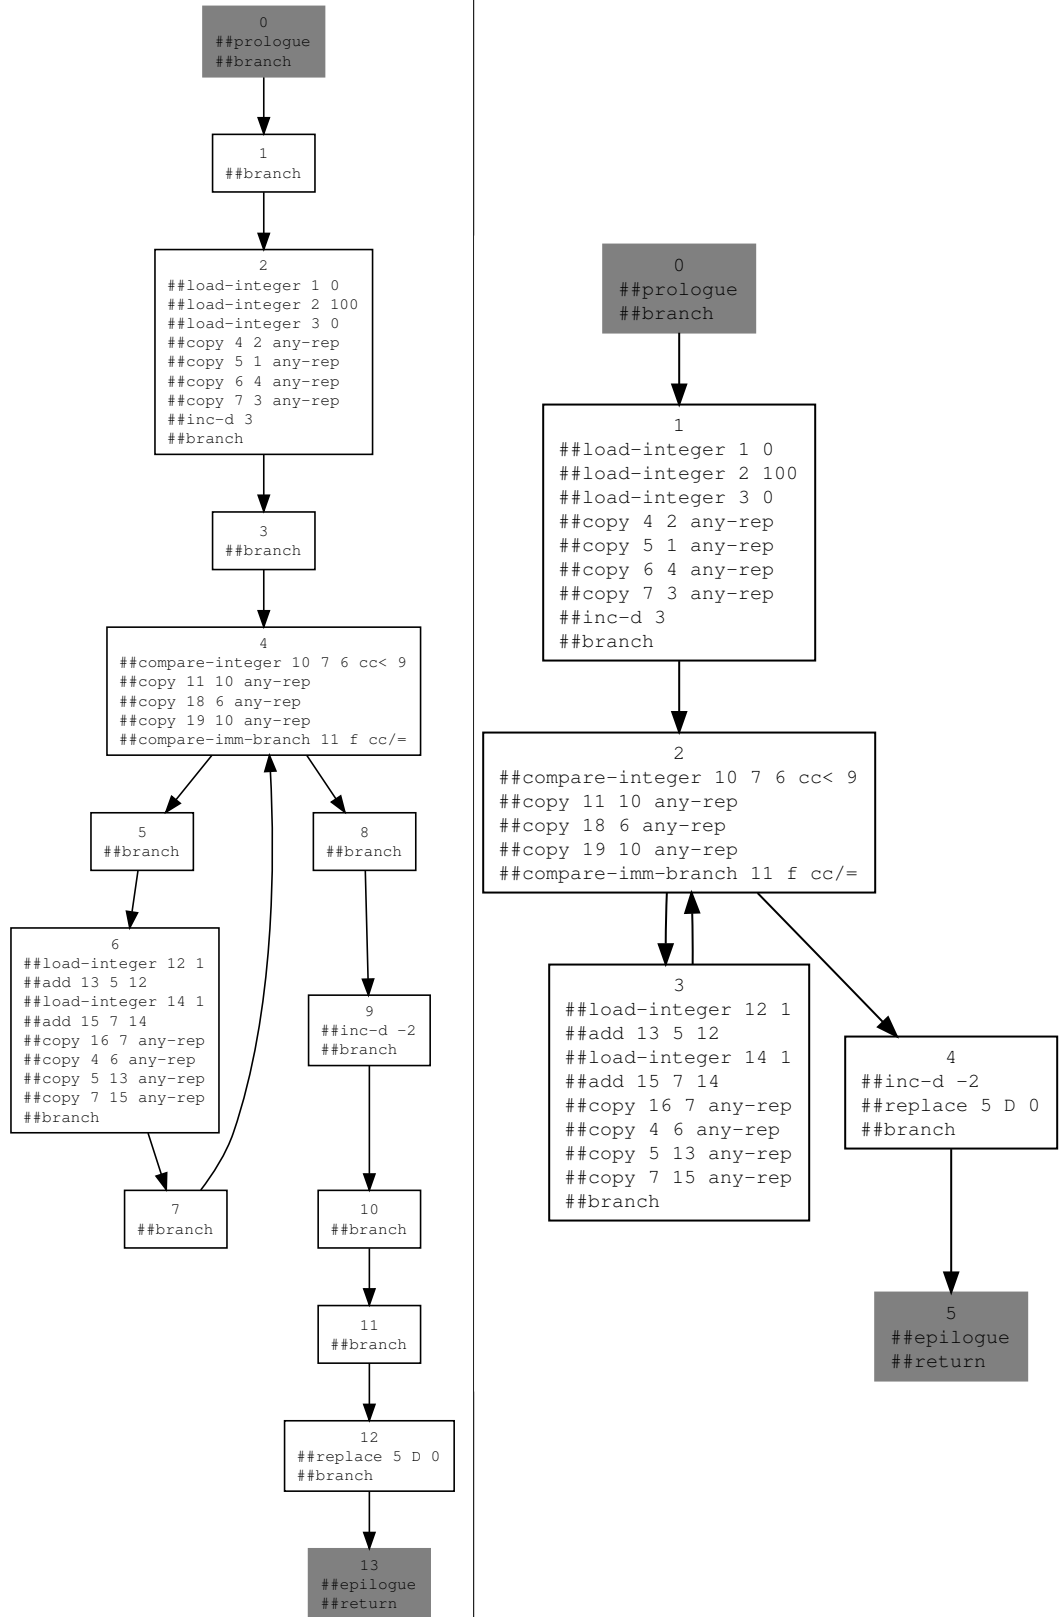 0
##prologue
##branch
1
##branch
2
##load-integer 1 0
##load-integer 2 100
##load-integer 3 0
##copy 4 2 any-rep
##copy 5 1 any-rep
##copy 6 4 any-rep
##copy 7 3 any-rep
##inc-d 3
##branch
3
##branch
4
##compare-integer 10 7 6 cc< 9
##copy 11 10 any-rep
##copy 18 6 any-rep
##copy 19 10 any-rep
##compare-imm-branch 11 f cc/=
5
##branch
8
##branch
6
##load-integer 12 1
##add 13 5 12
##load-integer 14 1
##add 15 7 14
##copy 16 7 any-rep
##copy 4 6 any-rep
##copy 5 13 any-rep
##copy 7 15 any-rep
##branch
9
##inc-d -2
##branch
7
##branch
10
##branch
11
##branch
12
##replace 5 D 0
##branch
13
##epilogue
##return
0
##prologue
##branch
1
##load-integer 1 0
##load-integer 2 100
##load-integer 3 0
##copy 4 2 any-rep
##copy 5 1 any-rep
##copy 6 4 any-rep
##copy 7 3 any-rep
##inc-d 3
##branch
2
##compare-integer 10 7 6 cc< 9
##copy 11 10 any-rep
##copy 18 6 any-rep
##copy 19 10 any-rep
##compare-imm-branch 11 f cc/=
3
##load-integer 12 1
##add 13 5 12
##load-integer 14 1
##add 15 7 14
##copy 16 7 any-rep
##copy 4 6 any-rep
##copy 5 13 any-rep
##copy 7 15 any-rep
##branch
4
##inc-d -2
##replace 5 D 0
##branch
5
##epilogue
##return